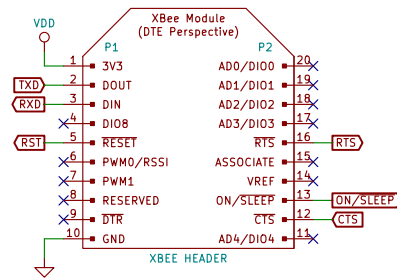 XBee Module
(DTE Perspective)
VDD
P1 P2
1 3V3 AD0/DIO0 20
TXD 2 DOUT AD1/DIO1 19
RXD 3 DIN AD2/DIO2 18
4 DIO8 AD3/DIO3 17
RST 5 RESET RTS 16 RTS
6 PWM0/RSSI ASSOCIATE 15
7 PWM1 VREF 14
8 RESERVED ON/SLEEP 13 ON/SLEEP
9 DTR CTS 12 CTS
10 GND AD4/DIO4 11
XBEE HEADER